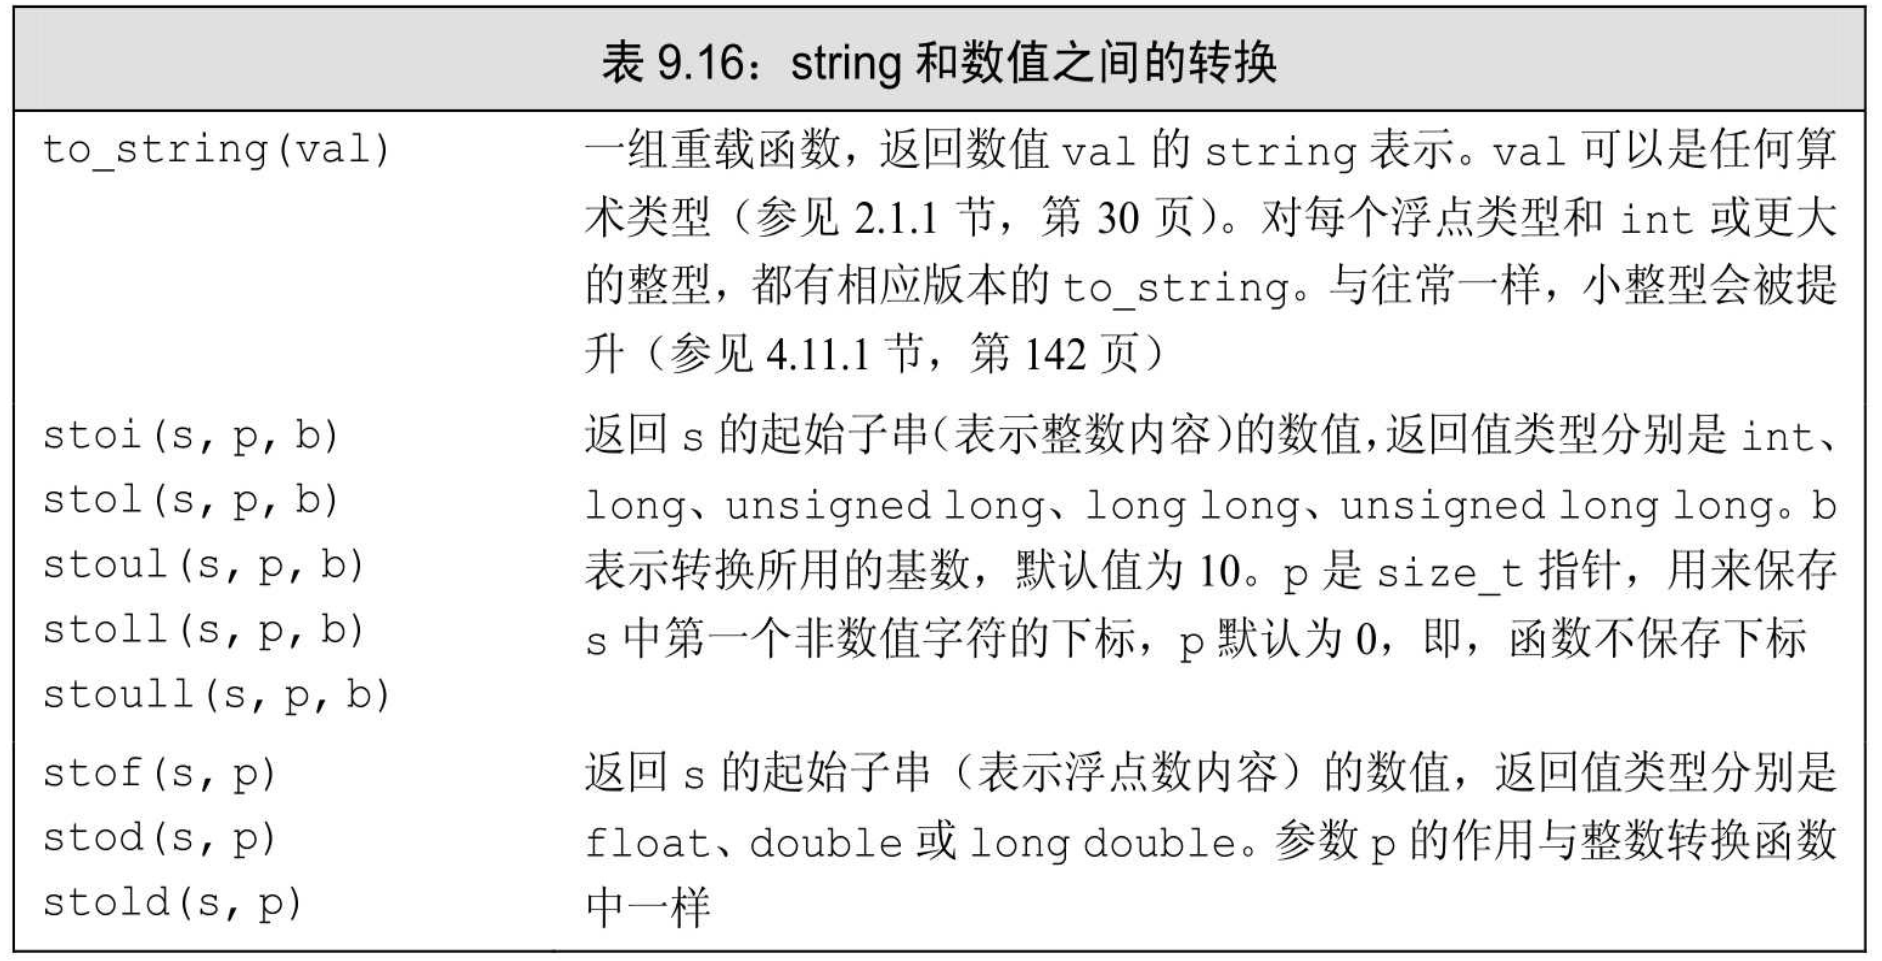 表 9.16：string 和数值之间的转换
to_string(val)
一组重载函数，返回数值 val 的 string 表示。val 可以是任何算
术类型（参见 2.1.1 节，第 30 页）。对每个浮点类型和 int 或更大
的整型，都有相应版本的 to_string。与往常一样，小整型会被提
升（参见 4.11.1 节，第 142 页）
stoi(s, p, b)
stol(s, p, b)
stoul(s, p, b)
stoll(s, p, b)
stoull(s, p, b)
返回 s 的起始子串（表示整数内容）的数值，返回值类型分别是 int、
long、unsigned long、long long、unsigned long long。b
表示转换所用的基数，默认值为 10。p 是 size_t 指针，用来保存
s 中第一个非数值字符的下标，p 默认为 0，即，函数不保存下标
stof(s, p)
stod(s, p)
stold(s, p)
返回 s 的起始子串（表示浮点数内容）的数值，返回值类型分别是
float、double 或 long double。参数 p 的作用与整数转换函数
中一样